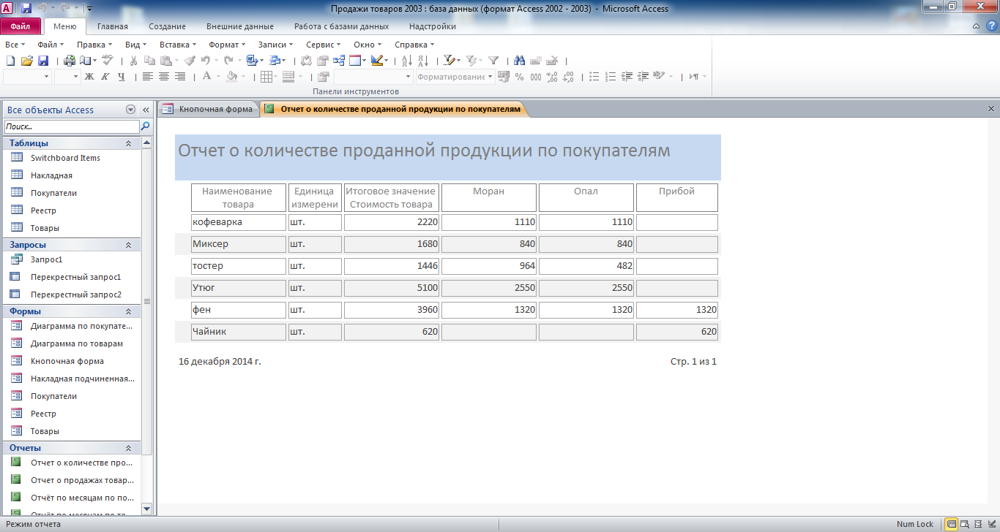 Продажи товаров 2003 : база данных (формат Access 2002 - 2003) - Microsoft Access
Файл Меню Главная Создание Внешние данные Работа с базами данных Надстройки
Все Файл Правка Вид Вставка Формат Записи Сервис Окно Справка
Ж К Ч А Форматирование % 000
Панели инструментов
Все объекты Access
Поиск...
Таблицы
Switchboard Items
Накладная
Покупатели
Реестр
Товары
Запросы
Запрос1
Перекрестный запрос1
Перекрестный запрос2
Формы
Диаграмма по покупате...
Диаграмма по товарам
Кнопочная форма
Накладная подчиненная...
Покупатели
Реестр
Товары
Отчеты
Отчет о количестве про...
Отчет о продажах товар...
Отчёт по месяцам по по...
Отчёт по месяцам по то...
Кнопочная форма Отчет о количестве проданной продукции по покупателям
Отчет о количестве проданной продукции по покупателям
Наименование Единица Итоговое значение Моран Опал Прибой
товара измерени Стоимость товара
кофеварка шт. 2220 1110 1110
Миксер шт. 1680 840 840
тостер шт. 1446 964 482
Утюг шт. 5100 2550 2550
фен шт. 3960 1320 1320 1320
Чайник шт. 620 620
16 декабря 2014 г. Стр. 1 из 1
Режим отчета Num Lock